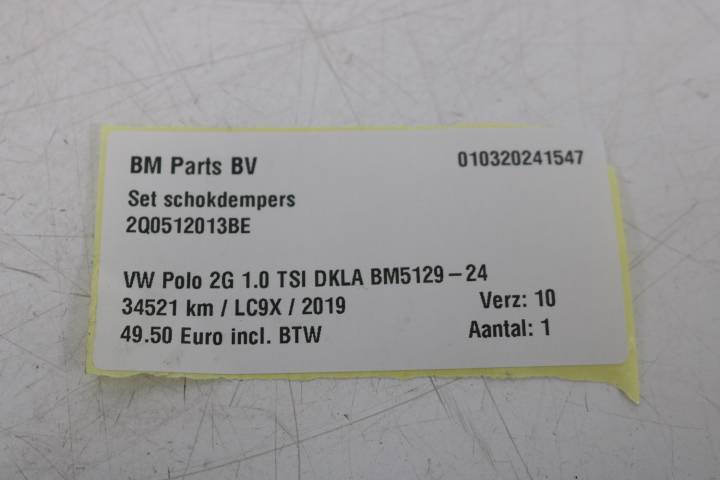 BM Parts BV 010320241547
Set schokdempers
2Q0512013BE
VW Polo 2G 1.0 TSI DKLA BM5129-24
34521 km / LC9X / 2019 Verz: 10
49.50 Euro incl. BTW Aantal: 1